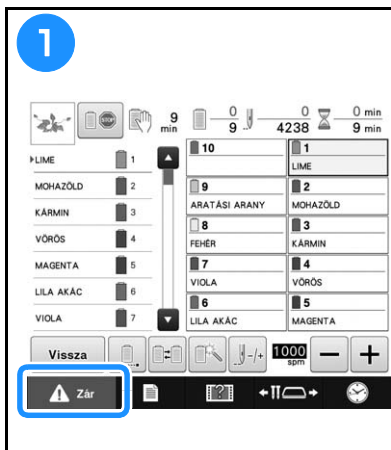 1
9 min
0 9
0 4238
0 min 9 min
LIME 1
MOHAZÖLD 2
KÁRMIN 3
VÖRÖS 4
MAGENTA 5
LILA AKÁC 6
VIOLA 7
10
1 LIME
9 ARATÁSI ARANY
2 MOHAZÖLD
8 FEHÉR
3 KÁRMIN
7 VIOLA
4 VÖRÖS
6 LILA AKÁC
5 MAGENTA
Vissza
-/+
1000 spm
− +
Zár